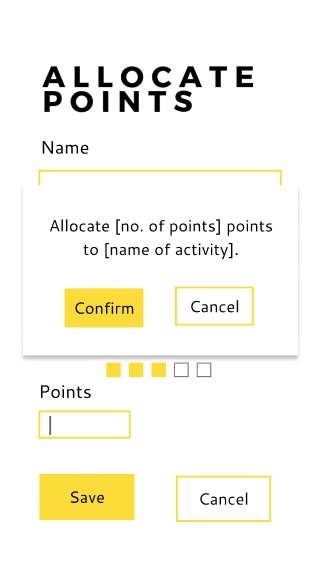 ALLOCATE
POINTS
Name
Allocate [no. of points] points
to [name of activity].
Confirm
Cancel
Points
Save
Cancel